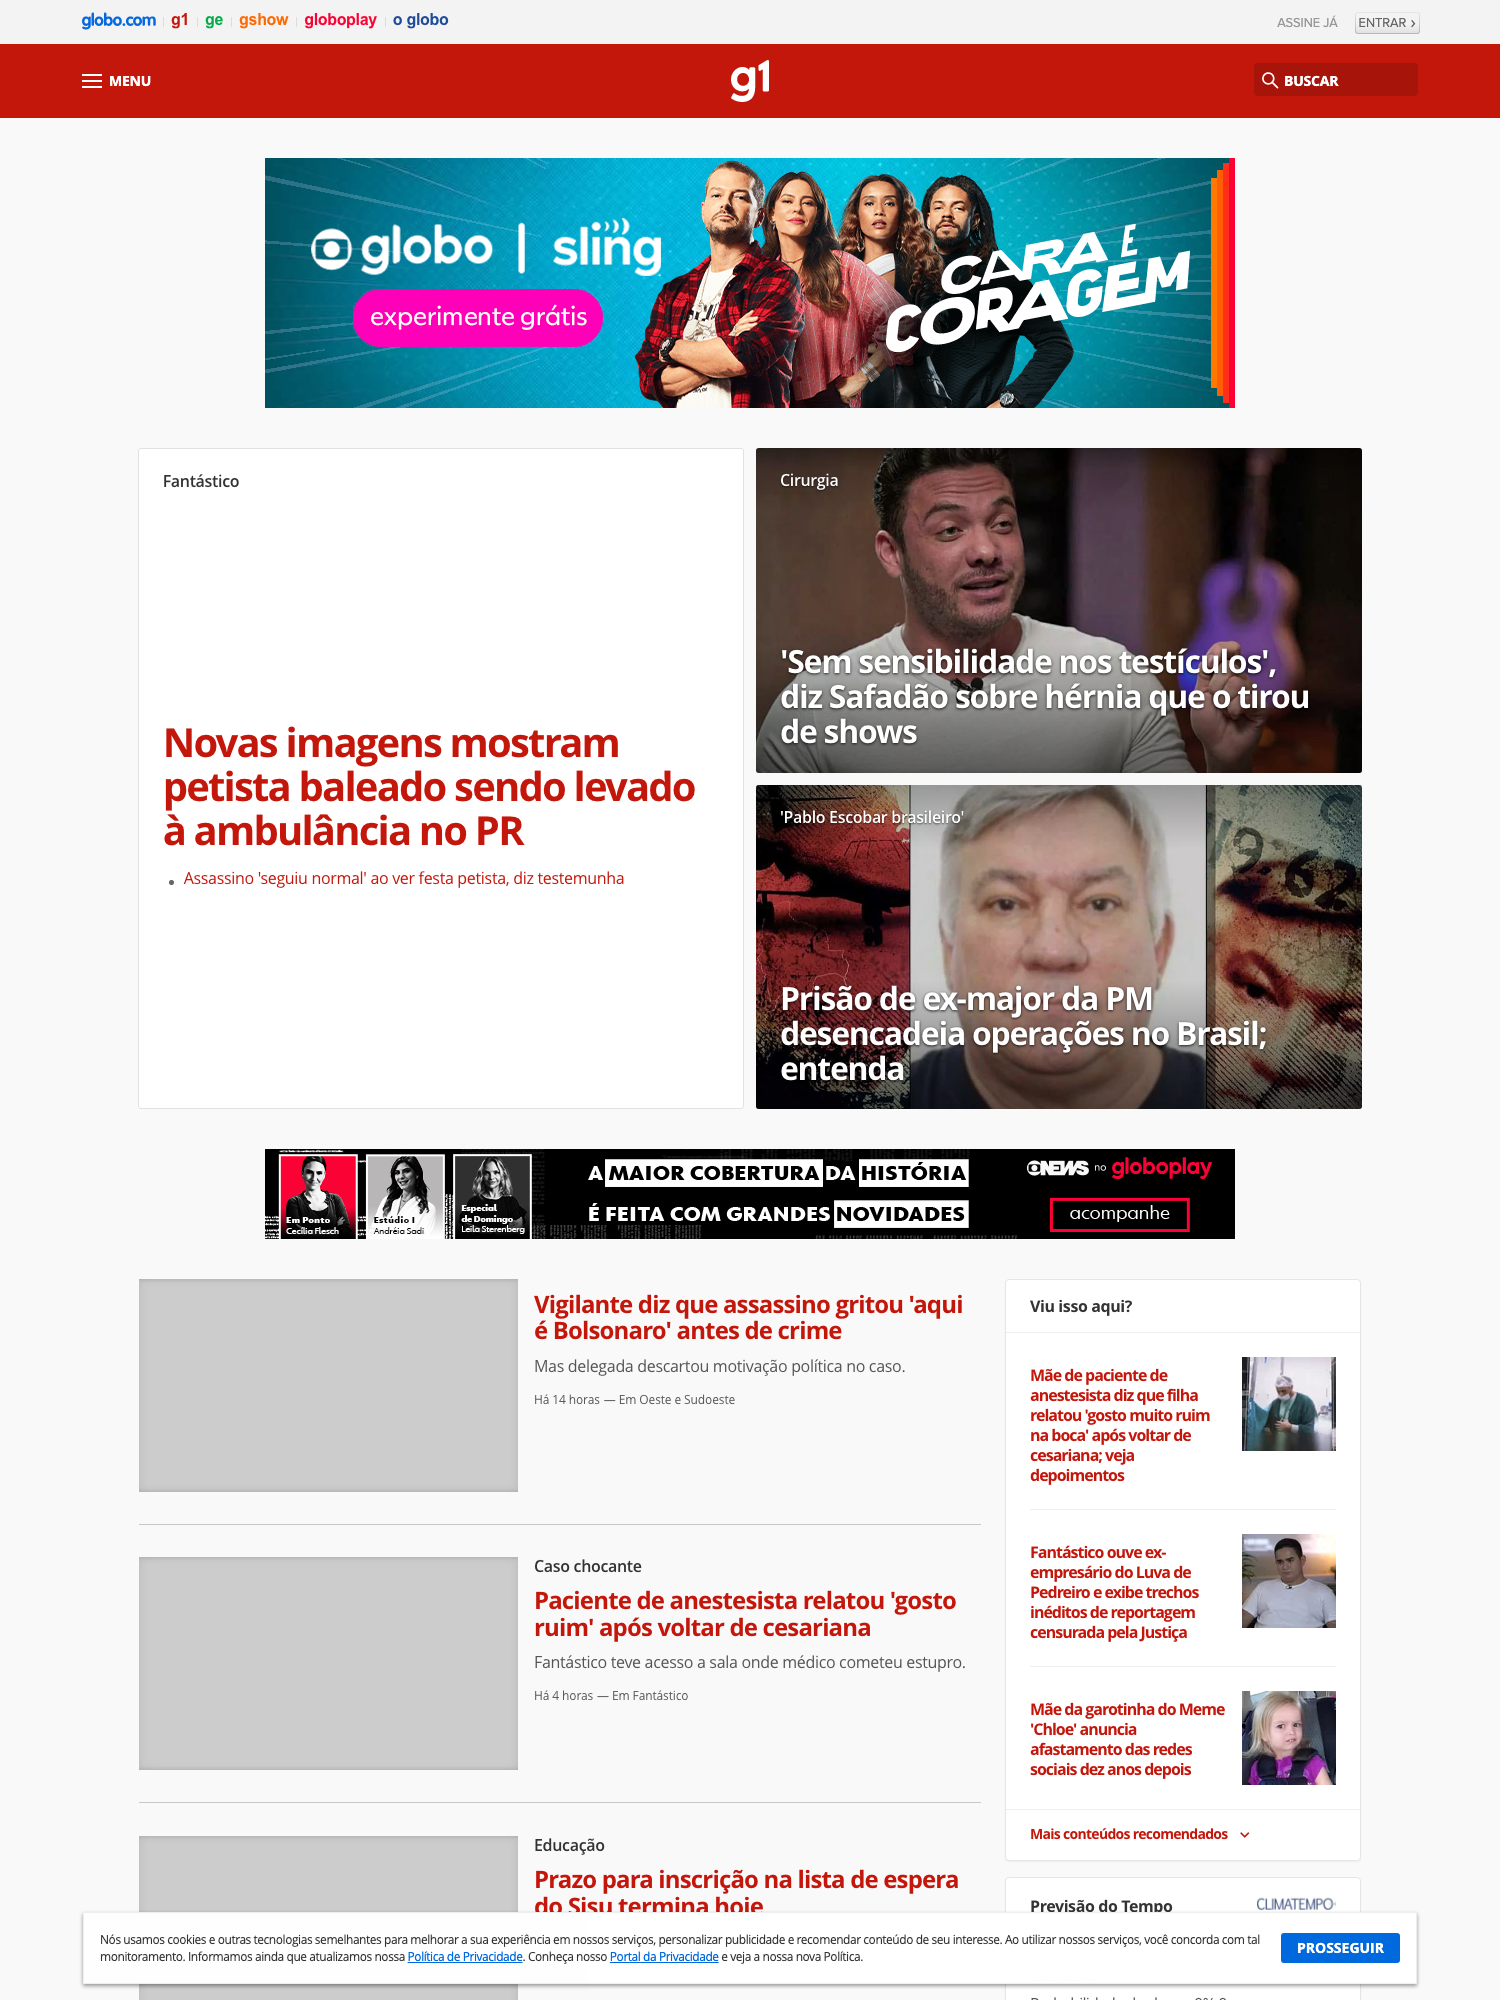 globo.com g1 ge gshow globoplay o globo
ASSINE JÁ ENTRAR ›
MENU
g1
BUSCAR
globo | sling
experimente grátis
CARA E
CORAGEM
Fantástico
Novas imagens mostram
petista baleado sendo levado
à ambulância no PR
Assassino 'seguiu normal' ao ver festa petista, diz testemunha
Cirurgia
'Sem sensibilidade nos testículos',
diz Safadão sobre hérnia que o tirou
de shows
'Pablo Escobar brasileiro'
Prisão de ex-major da PM
desencadeia operações no Brasil;
entenda
Em Ponto
Cecília Flesch
Estúdio I
Andréia Sadi
Especial
de Domingo
Leila Sterenberg
A MAIOR COBERTURA DA HISTÓRIA
É FEITA COM GRANDES NOVIDADES
NEWS no globoplay
acompanhe
Vigilante diz que assassino gritou 'aqui
é Bolsonaro' antes de crime
Mas delegada descartou motivação política no caso.
Há 14 horas — Em Oeste e Sudoeste
Caso chocante
Paciente de anestesista relatou 'gosto
ruim' após voltar de cesariana
Fantástico teve acesso a sala onde médico cometeu estupro.
Há 4 horas — Em Fantástico
Educação
Prazo para inscrição na lista de espera
do Sisu termina hoje
Viu isso aqui?
Mãe de paciente de
anestesista diz que filha
relatou 'gosto muito ruim
na boca' após voltar de
cesariana; veja
depoimentos
Fantástico ouve ex-
empresário do Luva de
Pedreiro e exibe trechos
inéditos de reportagem
censurada pela Justiça
Mãe da garotinha do Meme
'Chloe' anuncia
afastamento das redes
sociais dez anos depois
Mais conteúdos recomendados
Previsão do Tempo
CLIMATEMPO
Nós usamos cookies e outras tecnologias semelhantes para melhorar a sua experiência em nossos serviços, personalizar publicidade e recomendar conteúdo de seu interesse. Ao utilizar nossos serviços, você concorda com tal
monitoramento. Informamos ainda que atualizamos nossa Política de Privacidade. Conheça nosso Portal da Privacidade e veja a nossa nova Política.
PROSSEGUIR